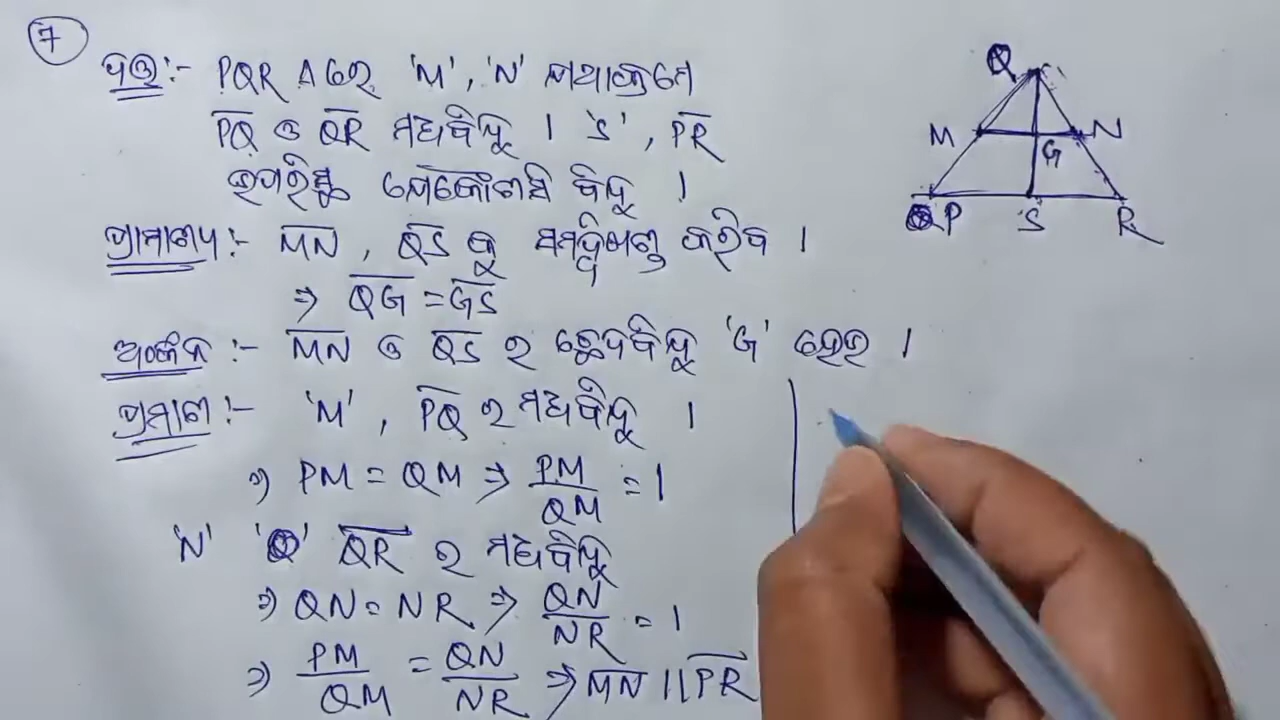 7
ଦତ୍ତ :- PQR Δ ରେ 'M', 'N' ଯଥାକ୍ରମେ
PQ ଓ QR ମଧ୍ୟବିନ୍ଦୁ । 'S', PR
ଉପରିସ୍ଥ ଯେକୌଣସି ବିନ୍ଦୁ ।
ପ୍ରାମାଣ୍ୟ :- MN, QS କୁ ସମଦ୍ୱିଖଣ୍ଡ କରିବ ।
⇒ QG = GS
ଅଙ୍କନ :- MN ଓ QS ର ଛେଦବିନ୍ଦୁ 'G' ହେଉ ।
ପ୍ରମାଣ :- 'M', PQ ର ମଧ୍ୟବିନ୍ଦୁ ।
⇒ PM = QM ⇒ PM/QM = 1
'N' QR ର ମଧ୍ୟବିନ୍ଦୁ
⇒ QN = NR ⇒ QN/NR = 1
⇒ PM/QM = QN/NR ⇒ MN || PR
Q
M N
G
P S R